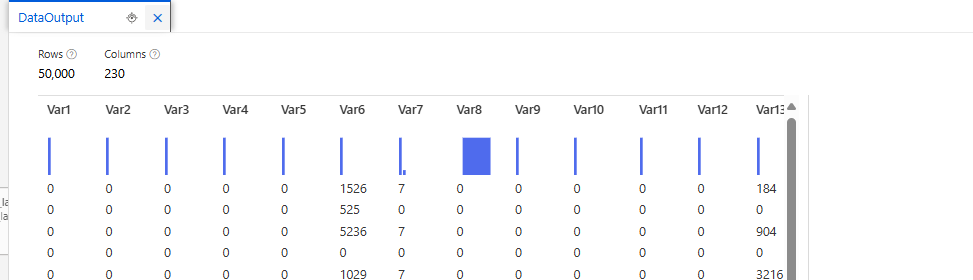 DataOutput
Rows Columns
50,000 230
Var1 Var2 Var3 Var4 Var5 Var6 Var7 Var8 Var9 Var10 Var11 Var12 Var13
0 0 0 0 0 1526 7 0 0 0 0 0 184
0 0 0 0 0 525 0 0 0 0 0 0 0
0 0 0 0 0 5236 7 0 0 0 0 0 904
0 0 0 0 0 0 0 0 0 0 0 0 0
0 0 0 0 0 1029 7 0 0 0 0 0 3216